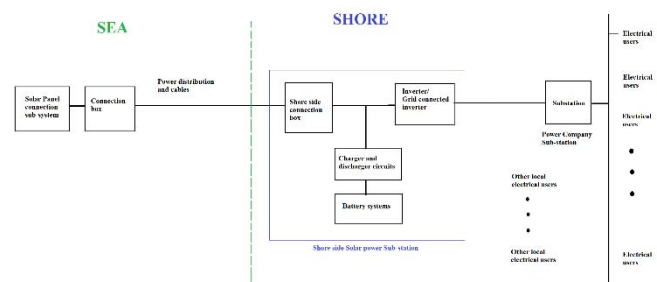 SEA
SHORE
Electrical
users
Solar Panel
connection
sub system
Connection
box
Power distribution
and cables
Shore side
connection
box
Inverter/
Grid connected
inverter
Substation
Power Company
Sub-station
Electrical
users
Electrical
users
Charger and
discharger circuits
Battery systems
Other local
electrical users
Other local
electrical users
Electrical
users
Shore side Solar power Sub station